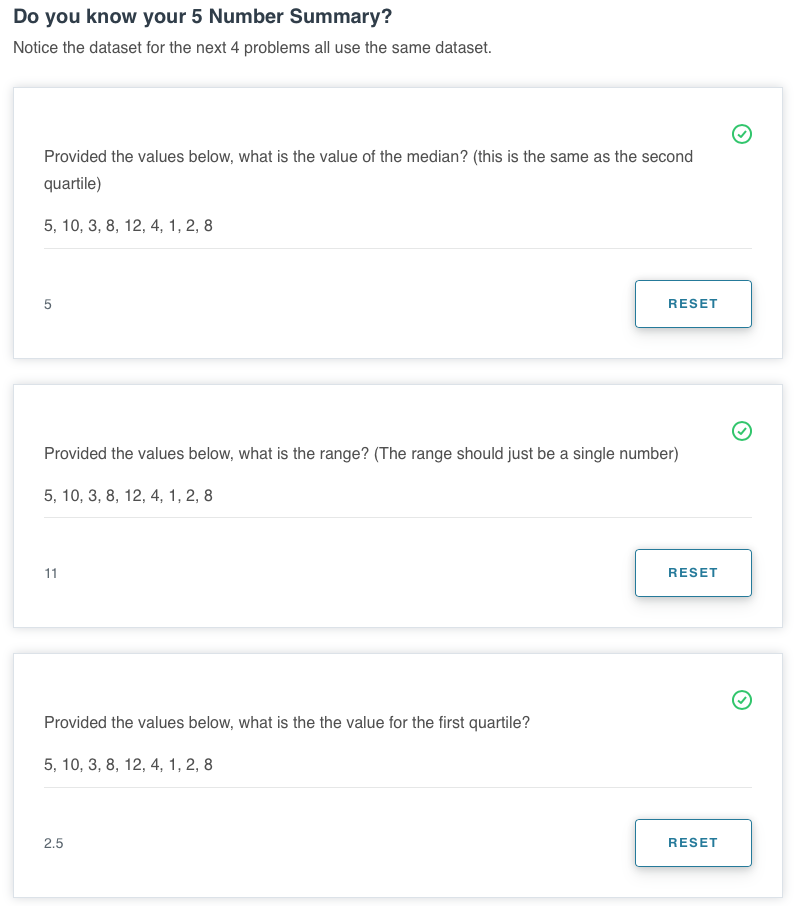 Do you know your 5 Number Summary?
Notice the dataset for the next 4 problems all use the same dataset.
Provided the values below, what is the value of the median? (this is the same as the second
quartile)
5, 10, 3, 8, 12, 4, 1, 2, 8
5
RESET
Provided the values below, what is the range? (The range should just be a single number)
5, 10, 3, 8, 12, 4, 1, 2, 8
11
RESET
Provided the values below, what is the the value for the first quartile?
5, 10, 3, 8, 12, 4, 1, 2, 8
2.5
RESET